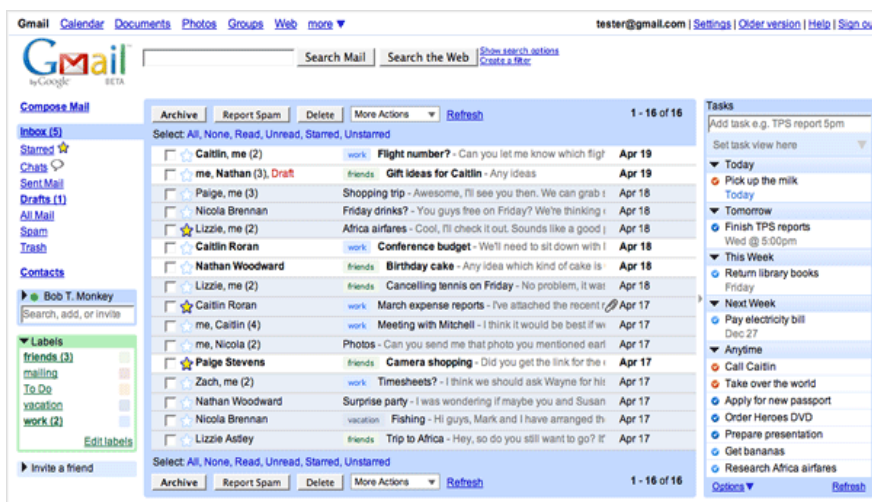 Gmail Calendar Documents Photos Groups Web more ▼
tester@gmail.com | Settings | Older version | Help | Sign ou
Gmail
by Google BETA
Search Mail Search the Web Show search options
Create a filter
Compose Mail
Inbox (5)
Starred
Chats
Sent Mail
Drafts (1)
All Mail
Spam
Trash
Contacts
Bob T. Monkey
Search, add, or invite
Labels
friends (3)
mailing
To Do
vacation
work (2)
Edit labels
Invite a friend
Archive Report Spam Delete More Actions Refresh 1 - 16 of 16
Select: All, None, Read, Unread, Starred, Unstarred
Caitlin, me (2) work Flight number? - Can you let me know which fligh Apr 19
me, Nathan (3), Draft friends Gift ideas for Caitlin - Any ideas Apr 19
Paige, me (3) Shopping trip - Awesome, I'll see you then. We can grab Apr 18
Nicola Brennan Friday drinks? - You guys free on Friday? We're thinking Apr 18
Lizzie, me (2) Africa airfares - Cool, I'll check it out. Sounds like a good Apr 18
Caitlin Roran work Conference budget - We'll need to sit down with Apr 18
Nathan Woodward friends Birthday cake - Any idea which kind of cake is Apr 18
Lizzie, me (2) friends Cancelling tennis on Friday - No problem, it was Apr 18
Caitlin Roran work March expense reports - I've attached the recent Apr 17
me, Caitlin (4) work Meeting with Mitchell - I think it would be best if we Apr 17
me, Nicola (2) Photos - Can you send me that photo you mentioned earl Apr 17
Paige Stevens friends Camera shopping - Did you get the link for the Apr 17
Zach, me (2) work Timesheets? - I think we should ask Wayne for his Apr 17
Nathan Woodward Surprise party - I was wondering if maybe you and Susan Apr 17
Nicola Brennan vacation Fishing - Hi guys, Mark and I have arranged th Apr 17
Lizzie Astley friends Trip to Africa - Hey, so do you still want to go? If Apr 17
Select: All, None, Read, Unread, Starred, Unstarred
Archive Report Spam Delete More Actions Refresh 1 - 16 of 16
Tasks
Add task e.g. TPS report 5pm
Set task view here
Today
Pick up the milk
Today
Tomorrow
Finish TPS reports
Wed @ 5:00pm
This Week
Return library books
Friday
Next Week
Pay electricity bill
Dec 27
Anytime
Call Caitlin
Take over the world
Apply for new passport
Order Heroes DVD
Prepare presentation
Get bananas
Research Africa airfares
Options ▼ Refresh